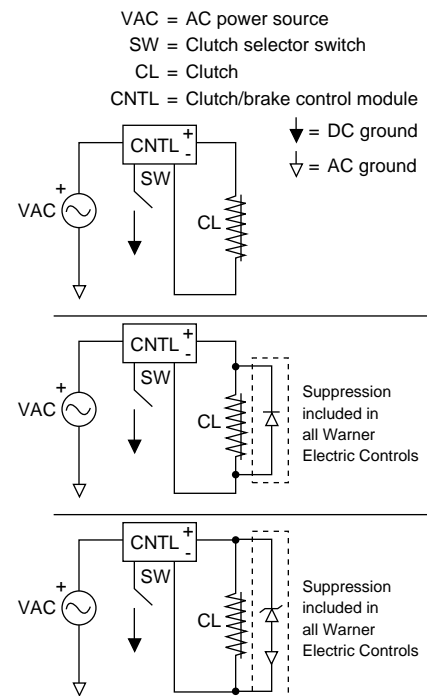 VAC = AC power source
SW = Clutch selector switch
CL = Clutch
CNTL = Clutch/brake control module
= DC ground
= AC ground
CNTL + -
SW
+
VAC
CL
CNTL + -
SW
+
VAC
CL
Suppression
included in
all Warner
Electric Controls
CNTL + -
SW
+
VAC
CL
Suppression
included in
all Warner
Electric Controls